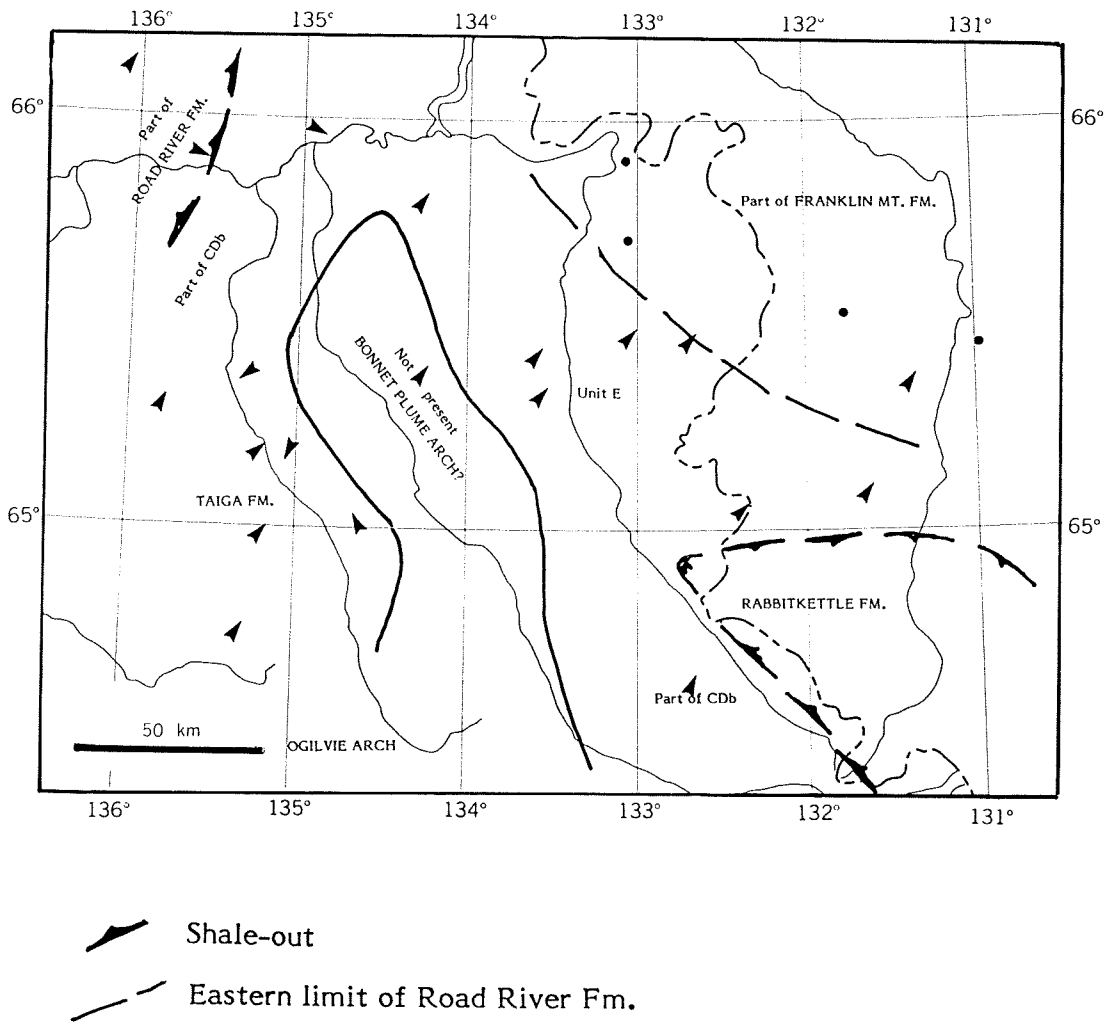 136° 135° 134° 133° 132° 131°
66° 66°
Part of
ROAD RIVER FM.
Part of FRANKLIN MT. FM.
Part of CDb
Not present
BONNET PLUME ARCH?
Unit E
TAIGA FM.
65° 65°
RABBITKETTLE FM.
Part of CDb
50 km
OGILVIE ARCH
136° 135° 134° 133° 132° 131°
Shale-out
Eastern limit of Road River Fm.